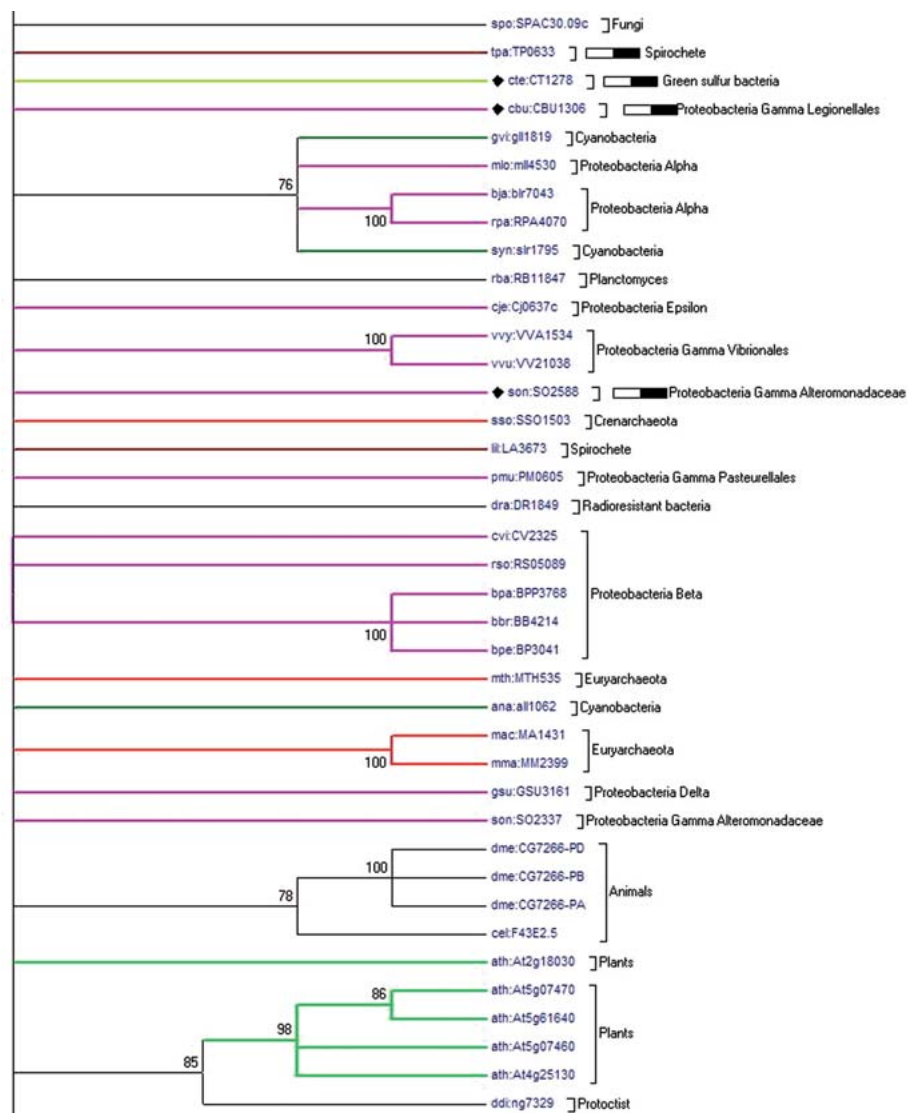 spo:SPAC30.09c Fungi
tpa:TP0633 Spirochete
cte:CT1278 Green sulfur bacteria
cbu:CBU1306 Proteobacteria Gamma Legionellales
gvi:gll1819 Cyanobacteria
mlo:mll4530 Proteobacteria Alpha
76
bja:blr7043
Proteobacteria Alpha
100
rpa:RPA4070
syn:slr1795 Cyanobacteria
rba:RB11847 Planctomyces
cje:Cj0637c Proteobacteria Epsilon
100
vvy:VVA1534
Proteobacteria Gamma Vibrionales
vvu:VV21038
son:SO2588 Proteobacteria Gamma Alteromonadaceae
sso:SSO1503 Crenarchaeota
lil:LA3673 Spirochete
pmu:PM0605 Proteobacteria Gamma Pasteurellales
dra:DR1849 Radioresistant bacteria
cvi:CV2325
rso:RS05089
bpa:BPP3768 Proteobacteria Beta
bbr:BB4214
100
bpe:BP3041
mth:MTH535 Euryarchaeota
ana:all1062 Cyanobacteria
mac:MA1431
Euryarchaeota
100
mma:MM2399
gsu:GSU3161 Proteobacteria Delta
son:SO2337 Proteobacteria Gamma Alteromonadaceae
dme:CG7266-PD
100
dme:CG7266-PB
78
Animals
dme:CG7266-PA
cel:F43E2.5
ath:At2g18030 Plants
ath:At5g07470
86
ath:At5g61640
98
Plants
ath:At5g07460
85
ath:At4g25130
ddi:ng7329 Protoctist